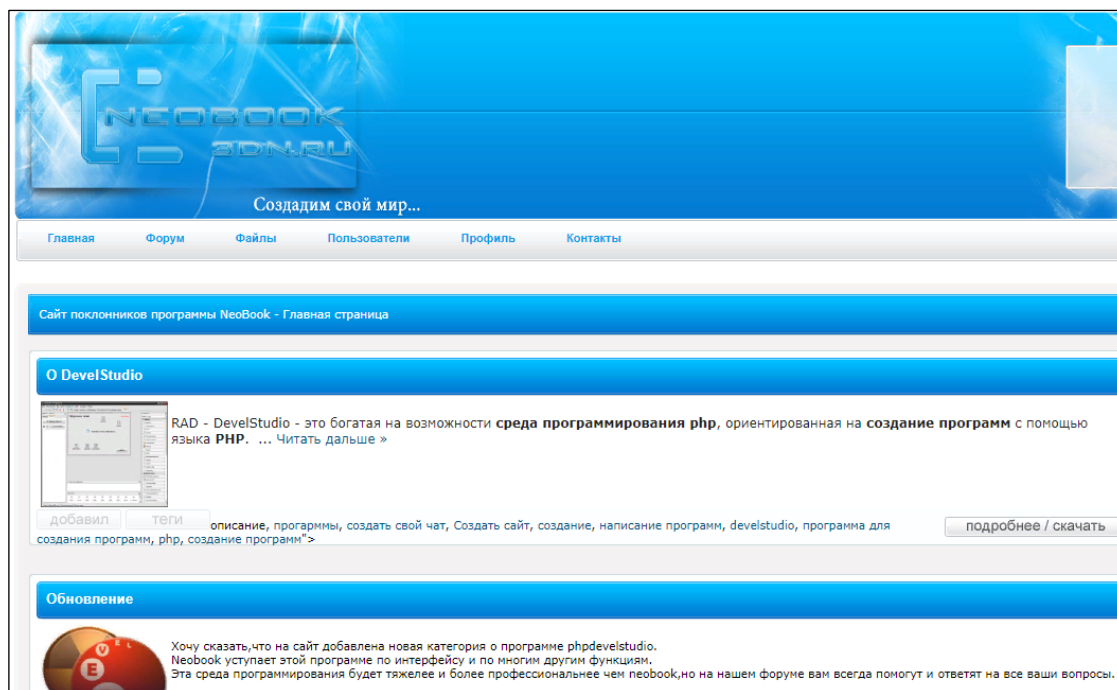 NEOBOOK
3DN.RU
Создадим свой мир...
Главная Форум Файлы Пользователи Профиль Контакты
Сайт поклонников программы NeoBook - Главная страница
О DevelStudio
RAD - DevelStudio - это богатая на возможности среда программирования php, ориентированная на создание программ с помощью
языка PHP. ... Читать дальше »
добавил теги описание, прогарммы, создать свой чат, Создать сайт, создание, написание программ, develstudio, программа для
подробнее / скачать
создания программ, php, создание программ">
Обновление
Хочу сказать,что на сайт добавлена новая категория о программе phpdevelstudio.
Neobook уступает этой программе по интерфейсу и по многим другим функциям.
Эта среда программирования будет тяжелее и более профессиональнее чем neobook,но на нашем форуме вам всегда помогут и ответят на все ваши вопросы.